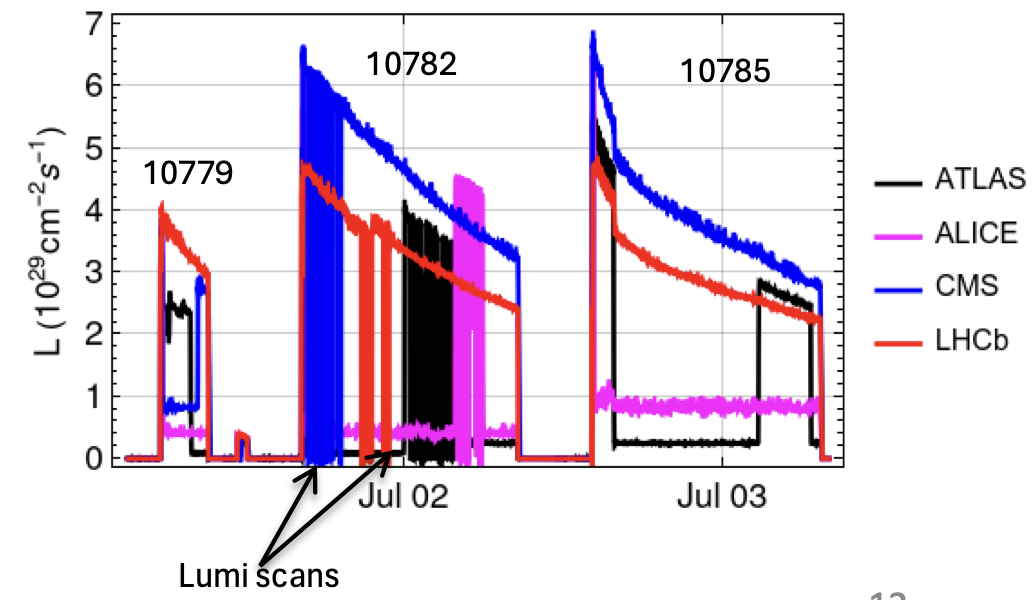 7
6
5
4
3
2
1
0
L (10²⁹cm⁻²s⁻¹)
10779
10782
10785
Jul 02
Jul 03
ATLAS
ALICE
CMS
LHCb
Lumi scans